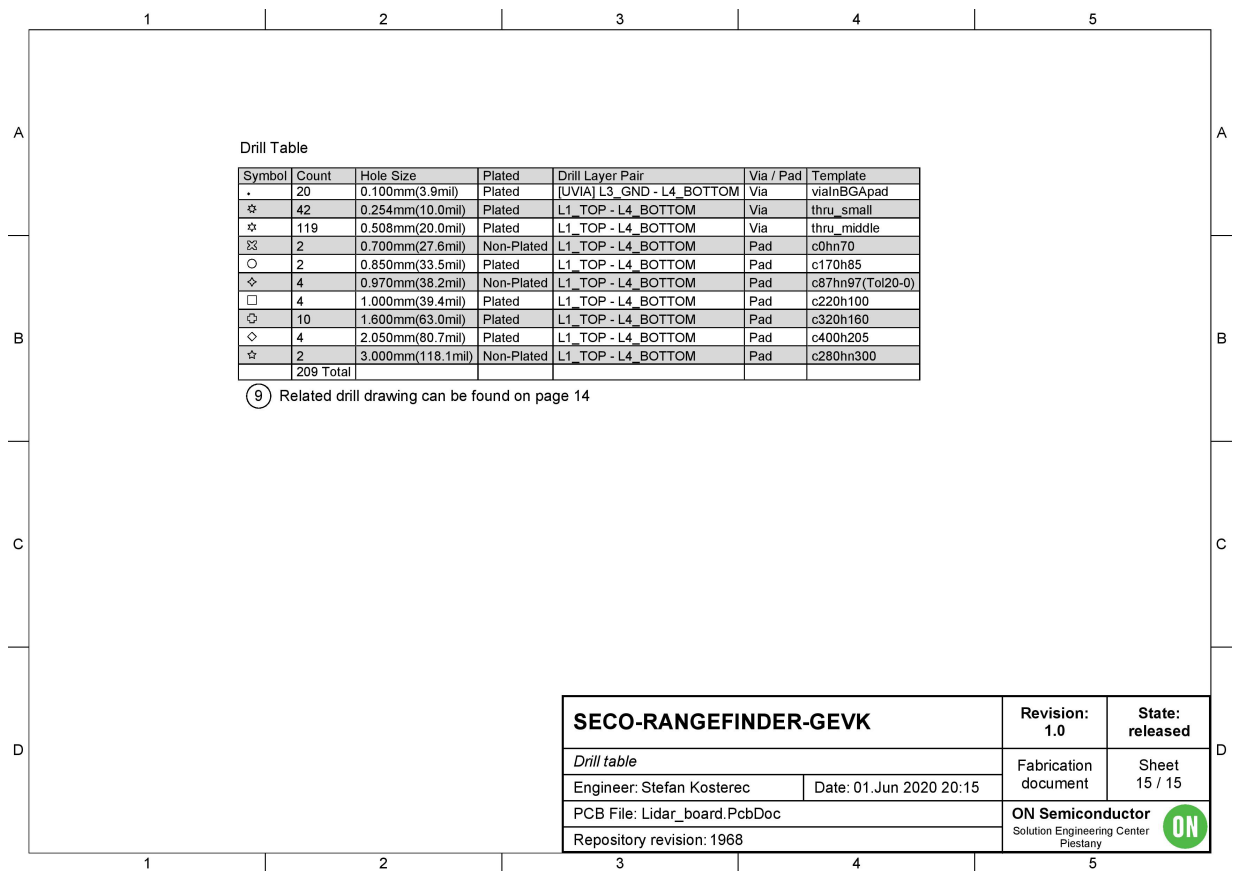 1 2 3 4 5
A A
Drill Table
Symbol Count Hole Size Plated Drill Layer Pair Via / Pad Template
20 0.100mm(3.9mil) Plated [UVIA] L3_GND - L4_BOTTOM Via viaInBGApad
42 0.254mm(10.0mil) Plated L1_TOP - L4_BOTTOM Via thru_small
119 0.508mm(20.0mil) Plated L1_TOP - L4_BOTTOM Via thru_middle
2 0.700mm(27.6mil) Non-Plated L1_TOP - L4_BOTTOM Pad c0hn70
2 0.850mm(33.5mil) Plated L1_TOP - L4_BOTTOM Pad c170h85
4 0.970mm(38.2mil) Non-Plated L1_TOP - L4_BOTTOM Pad c87hn97(Tol20-0)
4 1.000mm(39.4mil) Plated L1_TOP - L4_BOTTOM Pad c220h100
10 1.600mm(63.0mil) Plated L1_TOP - L4_BOTTOM Pad c320h160
B B
4 2.050mm(80.7mil) Plated L1_TOP - L4_BOTTOM Pad c400h205
2 3.000mm(118.1mil) Non-Plated L1_TOP - L4_BOTTOM Pad c280hn300
209 Total
9 Related drill drawing can be found on page 14
C C
SECO-RANGEFINDER-GEVK
Revision:
1.0
State:
released
D D
Drill table
Fabrication
document
Sheet
15 / 15
Engineer: Stefan Kosterec Date: 01.Jun 2020 20:15
PCB File: Lidar_board.PcbDoc
Repository revision: 1968
ON Semiconductor
Solution Engineering Center
Piestany
ON
1 2 3 4 5